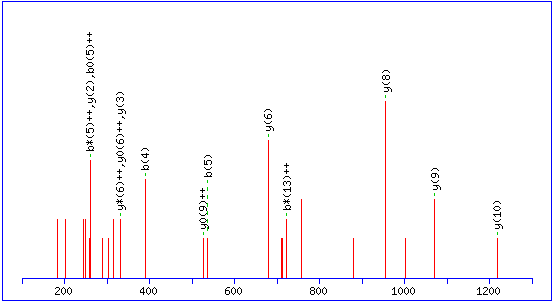 b*(5)++,y(2),b0(5)++
y*(6)++,y0(6)++,y(3)
b(4)
y0(9)++
b(5)
y(6)
b*(13)++
y(8)
y(9)
y(10)
200 400 600 800 1000 1200